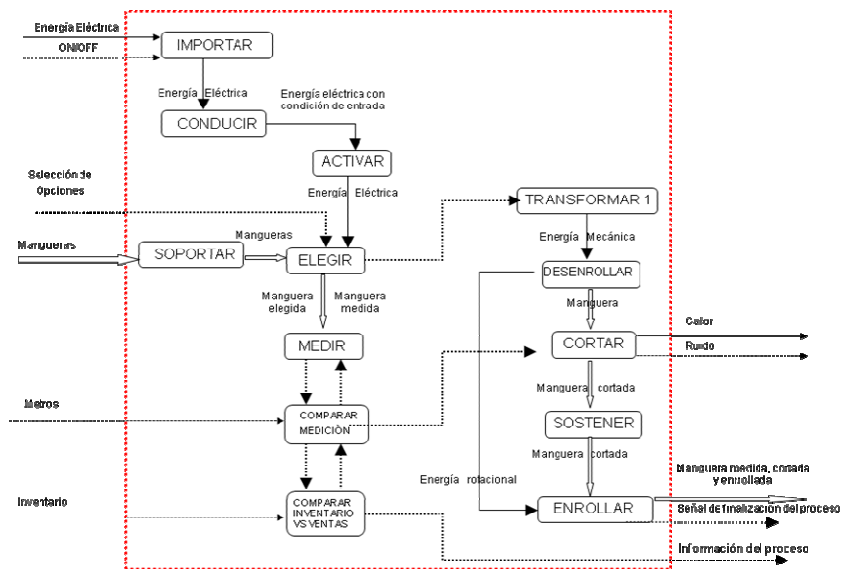 Energía Eléctrica
ON/OFF
IMPORTAR
Energía Eléctrica
Energía eléctrica con
condición de entrada
CONDUCIR
ACTIVAR
Energía Eléctrica
Selección de
Opciones
TRANSFORMAR 1
Energía Mecánica
Mangueras
SOPORTAR
Mangueras
ELEGIR
DESENROLLAR
Manguera
elegida
Manguera
medida
Manguera
MEDIR
CORTAR
Calor
Ruido
Manguera cortada
Metros
COMPARAR
MEDICIÓN
SOSTENER
Manguera cortada
Energía rotacional
Manguera medida, cortada
y enrollada
Inventario
COMPARAR
INVENTARIO
VS VENTAS
ENROLLAR
Señal de finalización del proceso
Información del proceso